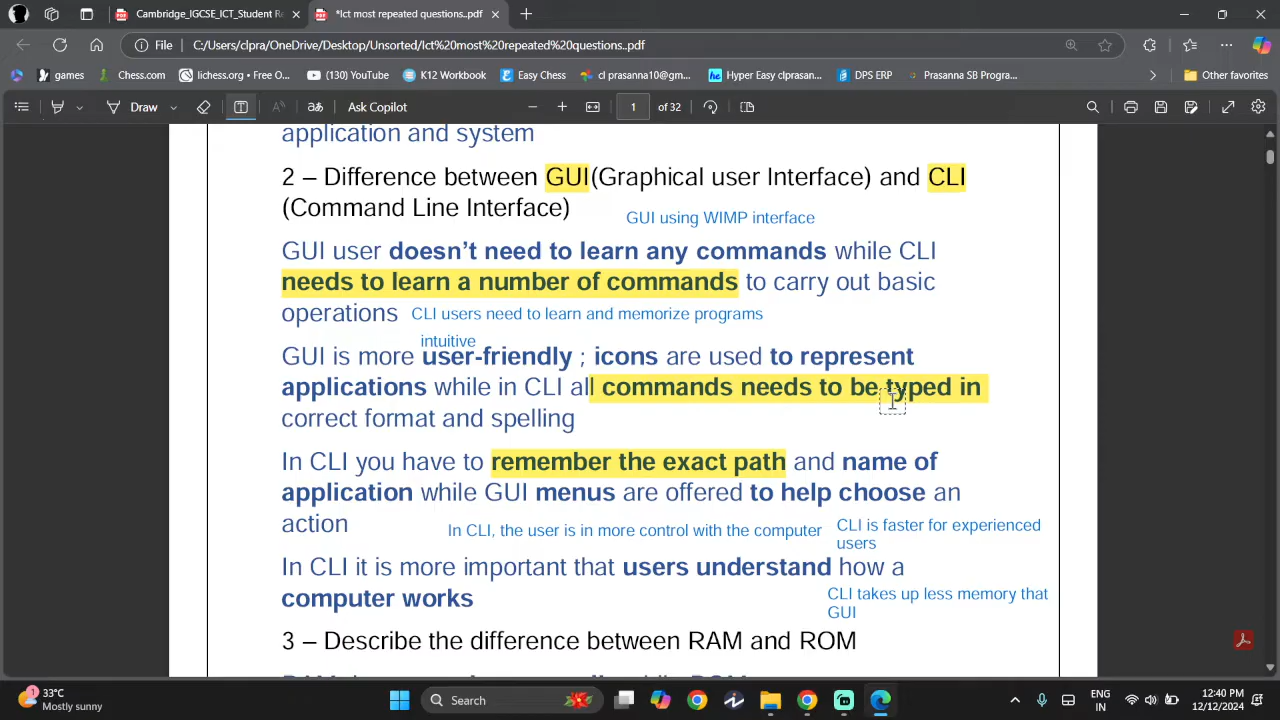 Cambridge_IGCSE_ICT_Student Re
*Ict most repeated questions..pdf
File
C:/Users/clpra/OneDrive/Desktop/Unsorted/Ict%20most%20repeated%20questions..pdf
games
Chess.com
lichess.org • Free O...
(130) YouTube
K12 Workbook
Easy Chess
cl prasanna10@gm...
Hyper Easy clprasan...
DPS ERP
Prasanna SB Progra...
Other favorites
Draw
Ask Copilot
1 of 32
application and system
2 – Difference between GUI(Graphical user Interface) and CLI
(Command Line Interface)
GUI using WIMP interface
GUI user doesn’t need to learn any commands while CLI
needs to learn a number of commands to carry out basic
operations
CLI users need to learn and memorize programs
intuitive
GUI is more user-friendly ; icons are used to represent
applications while in CLI all commands needs to be typed in
correct format and spelling
In CLI you have to remember the exact path and name of
application while GUI menus are offered to help choose an
action
In CLI, the user is in more control with the computer
CLI is faster for experienced
users
In CLI it is more important that users understand how a
computer works
CLI takes up less memory that
GUI
3 – Describe the difference between RAM and ROM
33°C
Mostly sunny
Search
ENG
IN
12:40 PM
12/12/2024